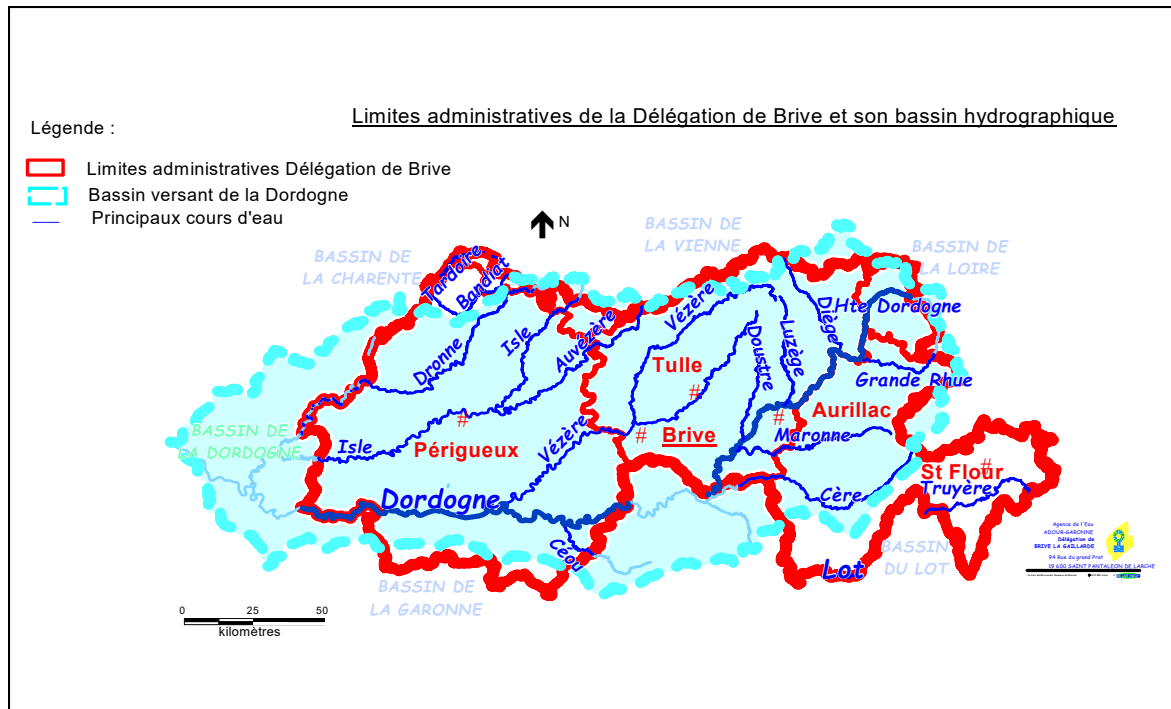 Limites administratives de la Délégation de Brive et son bassin hydrographique
Légende :
Limites administratives Délégation de Brive
Bassin versant de la Dordogne
Principaux cours d'eau
N
BASSIN DE
LA CHARENTE
BASSIN DE
LA VIENNE
BASSIN DE
LA LOIRE
Tardoire
Bandiat
Dronne
Isle
Auvézère
Vézère
Doustre
Luzège
Diège
Hte Dordogne
Grande Rhue
Tulle
#
#
Brive
#
Aurillac
#
Maronne
Périgueux
Isle
Vézère
BASSIN DE
LA DORDOGNE
Dordogne
Céou
Cère
St Flour
#
Truyère
Lot
BASSIN
DU LOT
BASSIN DE
LA GARONNE
0 25 50
kilomètres
Agence de l'Eau
ADOUR-GARONNE
Délégation de
BRIVE LA GAILLARDE
94 Rue du grand Prat
19 600 SAINT PANTALEON DE LARCHE